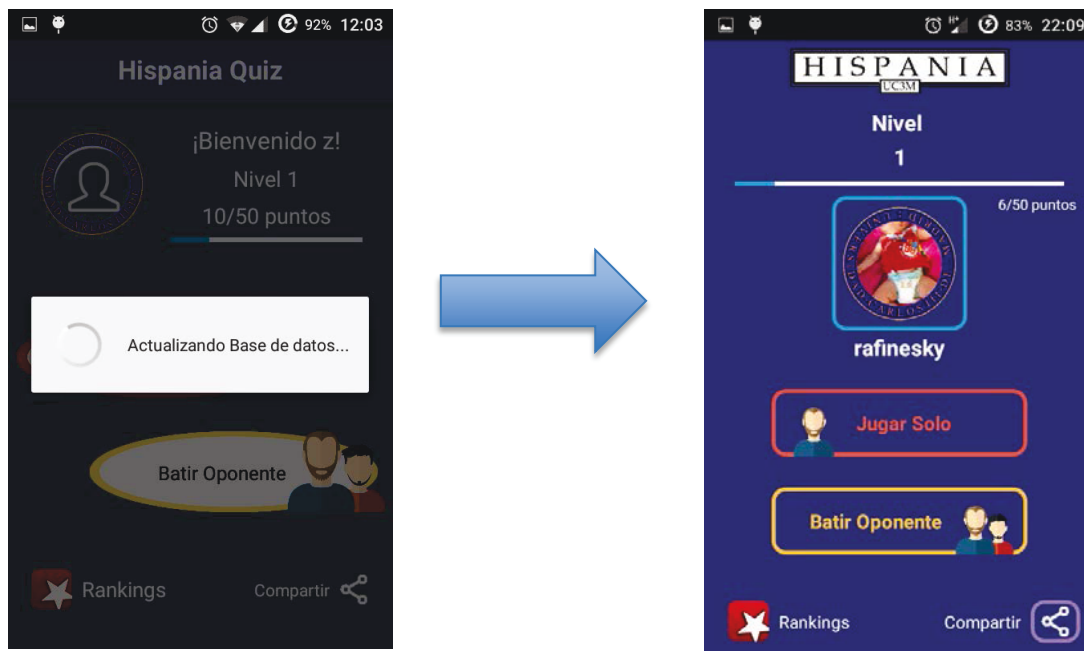 92% 12:03
Hispania Quiz
¡Bienvenido z!
Nivel 1
10/50 puntos
Actualizando Base de datos...
Batir Oponente
Rankings
Compartir
H+ 83% 22:09
HISPANIA
UC3M
Nivel
1
6/50 puntos
rafinesky
Jugar Solo
Batir Oponente
Rankings
Compartir